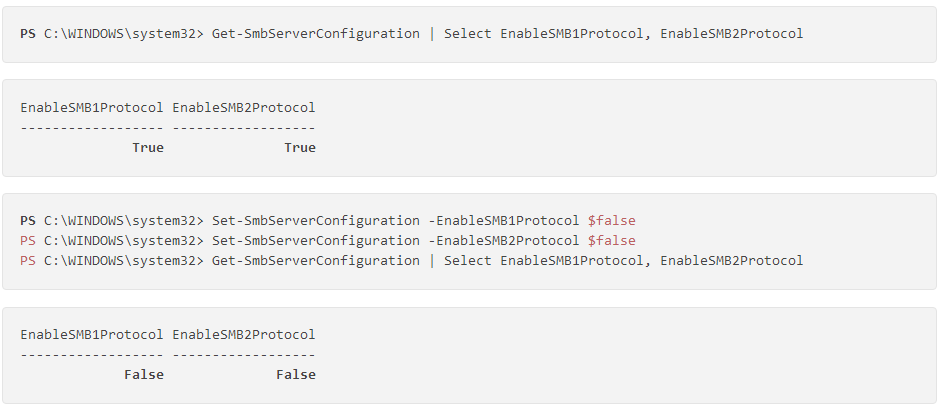 PS C:\WINDOWS\system32> Get-SmbServerConfiguration | Select EnableSMB1Protocol, EnableSMB2Protocol
EnableSMB1Protocol EnableSMB2Protocol
------------------ ------------------
              True               True
PS C:\WINDOWS\system32> Set-SmbServerConfiguration -EnableSMB1Protocol $false
PS C:\WINDOWS\system32> Set-SmbServerConfiguration -EnableSMB2Protocol $false
PS C:\WINDOWS\system32> Get-SmbServerConfiguration | Select EnableSMB1Protocol, EnableSMB2Protocol
EnableSMB1Protocol EnableSMB2Protocol
------------------ ------------------
             False              False